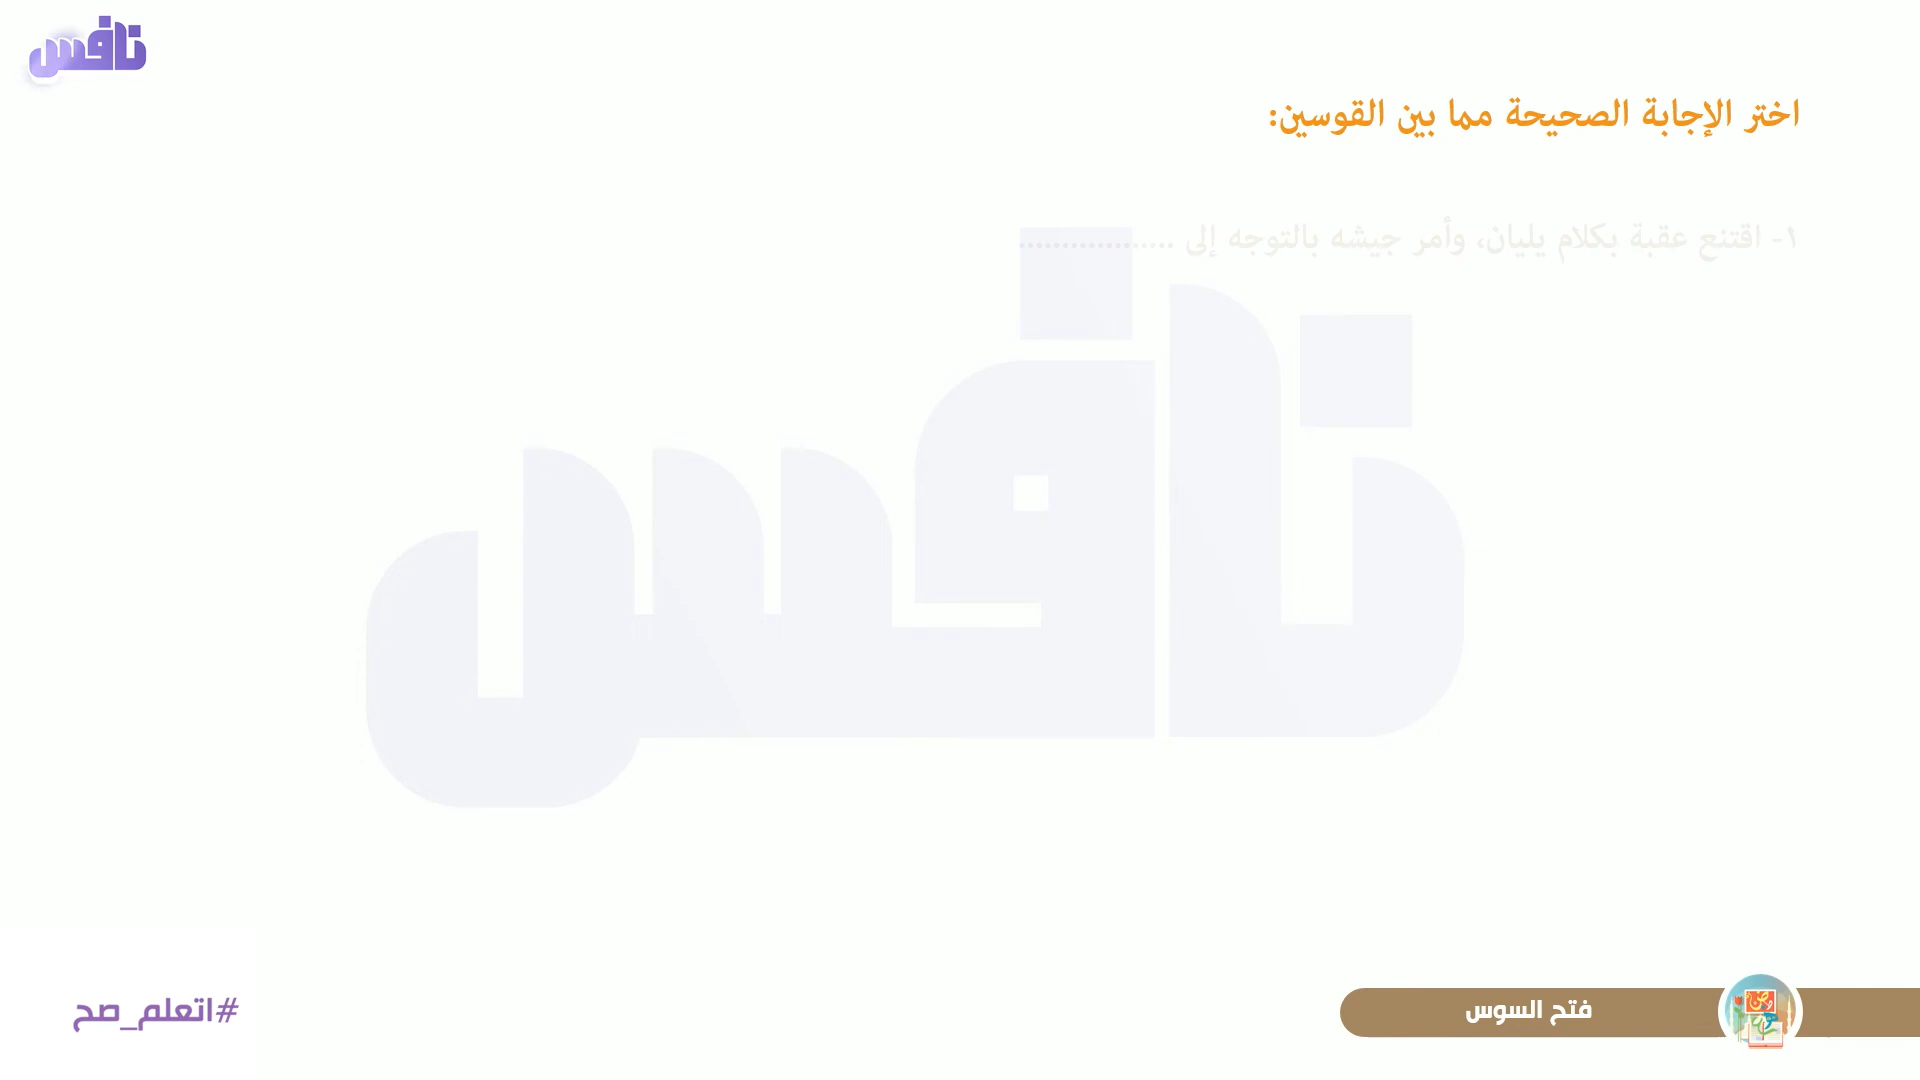 نافس
اختر الإجابة الصحيحة مما بين القوسين:
١- اقتنع عقبة بكلام يليان، وأمر جيشه بالتوجه إلى ..................
نافس
#اتعلم_صح
فتح السوس